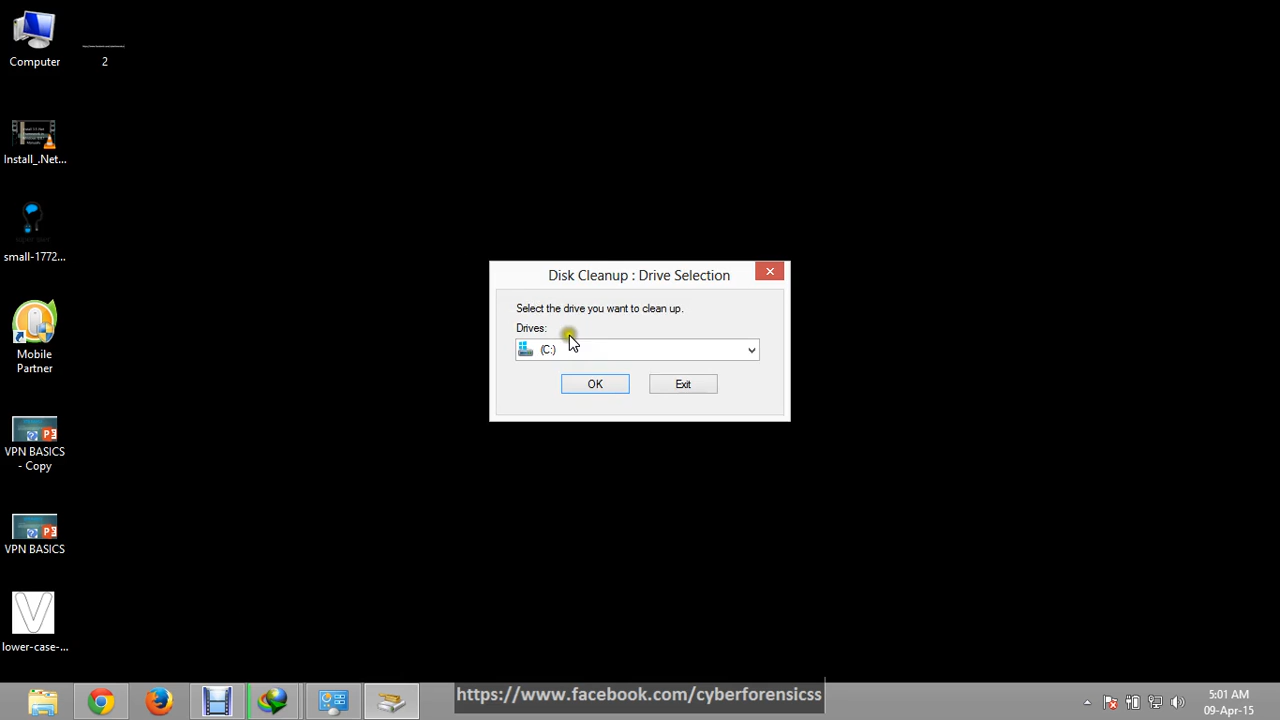 Computer
2
Install_.Net...
small-1772...
Mobile
Partner
VPN BASICS
- Copy
VPN BASICS
lower-case-...
Disk Cleanup : Drive Selection
Select the drive you want to clean up.
Drives:
(C:)
OK
Exit
https://www.facebook.com/cyberforensicss
5:01 AM
09-Apr-15